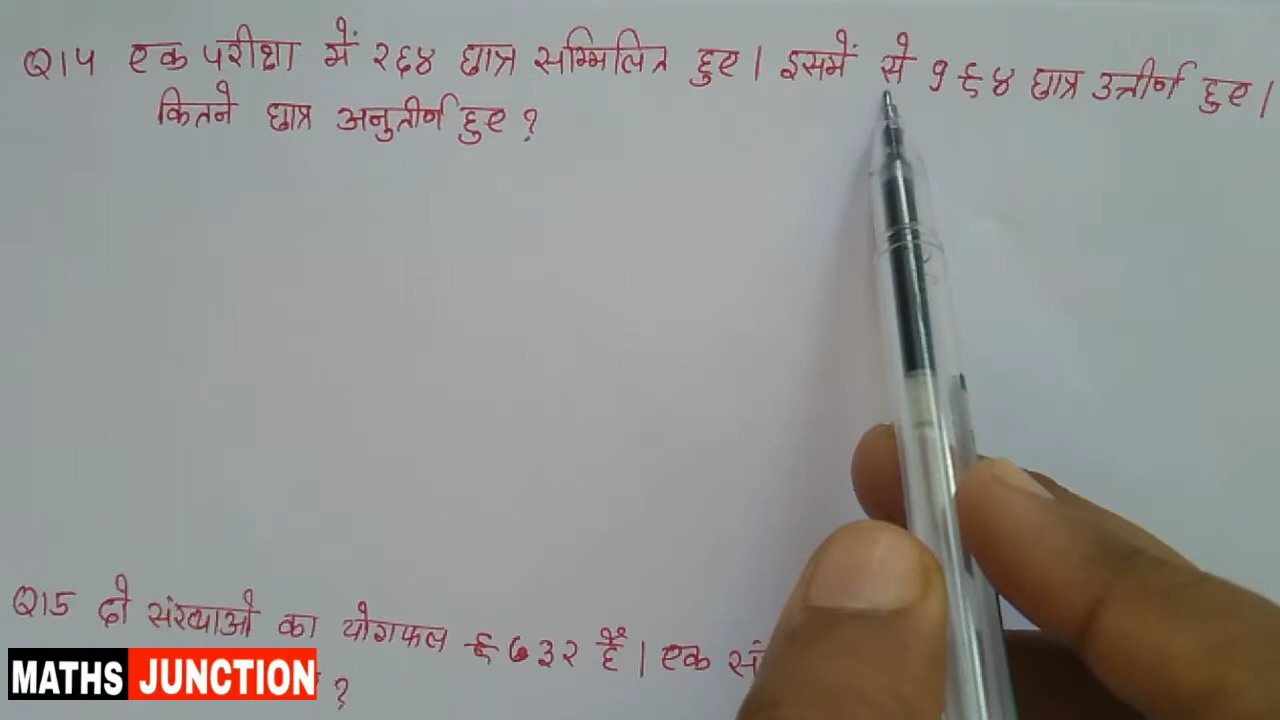 Q14 एक परीक्षा में २६४ छात्र सम्मिलित हुए। इसमें से १६४ छात्र उत्तीर्ण हुए।
कितने छात्र अनुतीर्ण हुए ?
Q15 दो संख्याओ का योगफल ६७३२ हैं। एक सं
?
MATHS JUNCTION